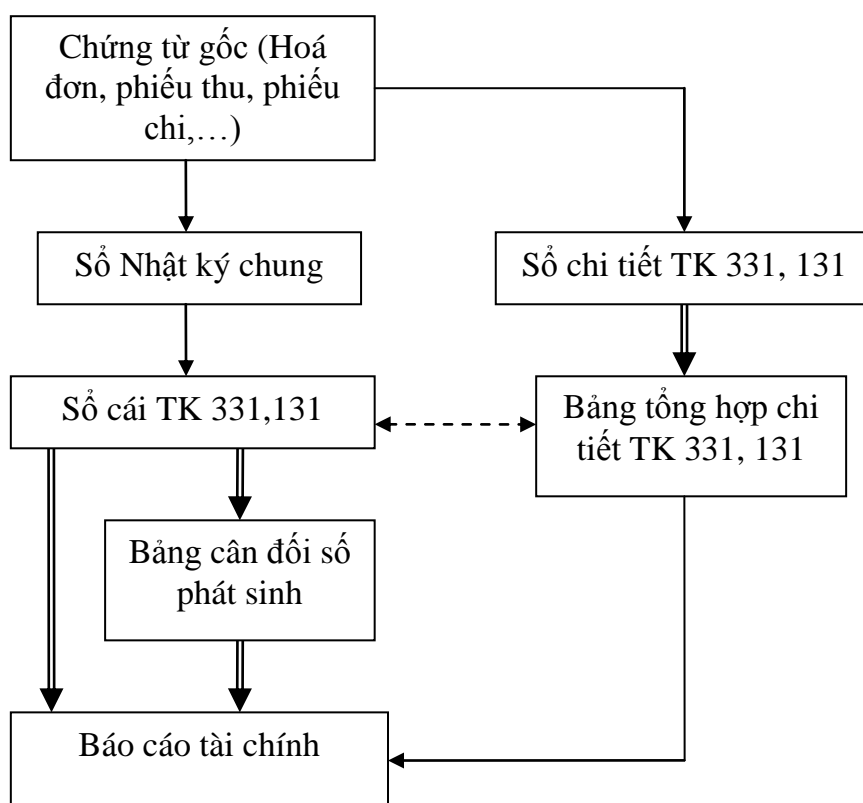 Chứng từ gốc (Hoá
đơn, phiếu thu, phiếu
chi,…)
Sổ Nhật ký chung
Sổ chi tiết TK 331, 131
Sổ cái TK 331,131
Bảng tổng hợp chi
tiết TK 331, 131
Bảng cân đối số
phát sinh
Báo cáo tài chính